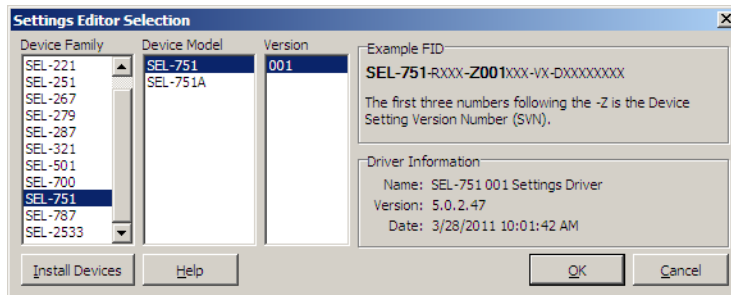 Settings Editor Selection
Device Family
SEL-221
SEL-251
SEL-267
SEL-279
SEL-287
SEL-321
SEL-501
SEL-700
SEL-751
SEL-787
SEL-2533
Device Model
SEL-751
SEL-751A
Version
001
Example FID
SEL-751-RXXX-Z001XXX-VX-DXXXXXXXX
The first three numbers following the -Z is the Device
Setting Version Number (SVN).
Driver Information
Name: SEL-751 001 Settings Driver
Version: 5.0.2.47
Date: 3/28/2011 10:01:42 AM
Install Devices
Help
OK
Cancel